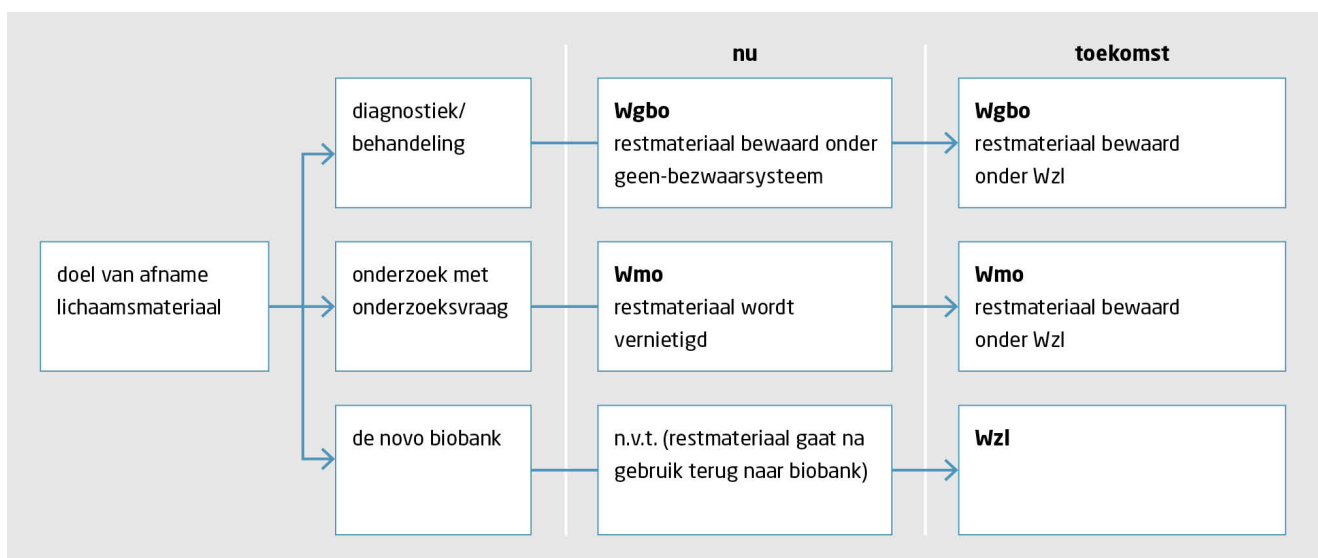 nu
toekomst
diagnostiek/
behandeling
Wgbo
restmateriaal bewaard onder
geen-bezwaarsysteem
Wgbo
restmateriaal bewaard
onder Wzl
doel van afname
lichaamsmateriaal
onderzoek met
onderzoeksvraag
Wmo
restmateriaal wordt
vernietigd
Wmo
restmateriaal bewaard
onder Wzl
de novo biobank
n.v.t. (restmateriaal gaat na
gebruik terug naar biobank)
Wzl